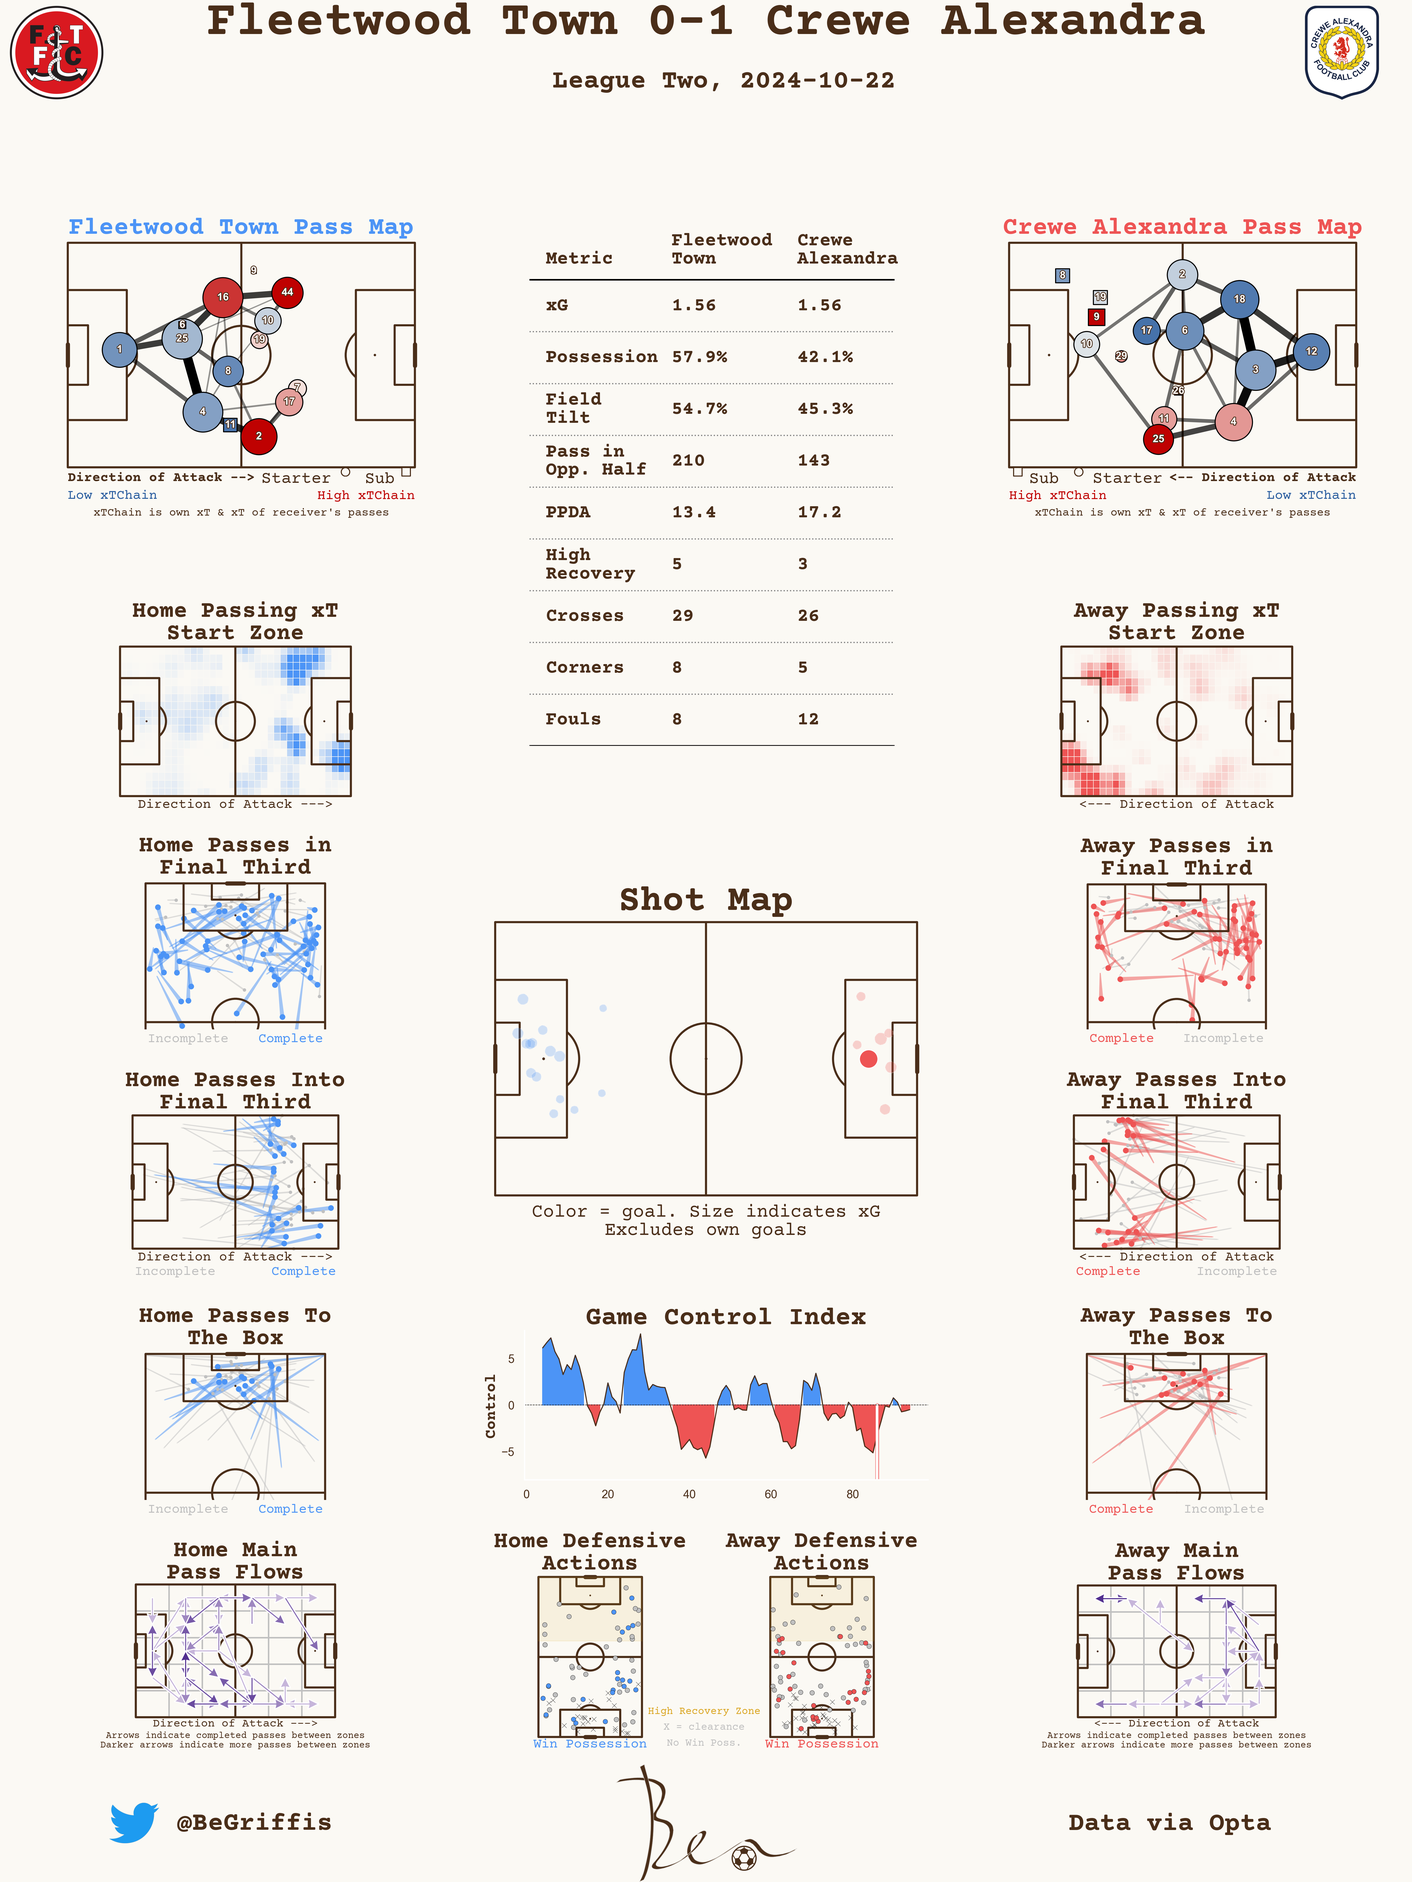 Fleetwood Town 0-1 Crewe Alexandra
League Two, 2024-10-22
F T
F C
CREWE ALEXANDRA
FOOTBALL CLUB
Fleetwood Town Pass Map
9
16
44
10
6
25
19
1
8
7
17
4
11
2
Direction of Attack --> Starter Sub
Low xTChain High xTChain
xTChain is own xT & xT of receiver's passes
Metric
Fleetwood Town
Crewe Alexandra
xG 1.56 1.56
Possession 57.9% 42.1%
Field Tilt 54.7% 45.3%
Pass in Opp. Half 210 143
PPDA 13.4 17.2
High Recovery 5 3
Crosses 29 26
Corners 8 5
Fouls 8 12
Crewe Alexandra Pass Map
8
2
19
18
9
17
6
10
29
12
3
26
11
4
25
Sub Starter <-- Direction of Attack
High xTChain Low xTChain
xTChain is own xT & xT of receiver's passes
Home Passing xT
Start Zone
Direction of Attack --->
Away Passing xT
Start Zone
<--- Direction of Attack
Home Passes in
Final Third
Incomplete Complete
Away Passes in
Final Third
Complete Incomplete
Shot Map
Color = goal. Size indicates xG
Excludes own goals
Home Passes Into
Final Third
Direction of Attack --->
Incomplete Complete
Away Passes Into
Final Third
<--- Direction of Attack
Complete Incomplete
Home Passes To
The Box
Incomplete Complete
Game Control Index
Control
5
0
−5
0 20 40 60 80
Away Passes To
The Box
Complete Incomplete
Home Main
Pass Flows
Direction of Attack --->
Arrows indicate completed passes between zones
Darker arrows indicate more passes between zones
Home Defensive
Actions
Win Possession
Away Defensive
Actions
Win Possession
High Recovery Zone
X = clearance
No Win Poss.
Away Main
Pass Flows
<--- Direction of Attack
Arrows indicate completed passes between zones
Darker arrows indicate more passes between zones
@BeGriffis
Ben
Data via Opta